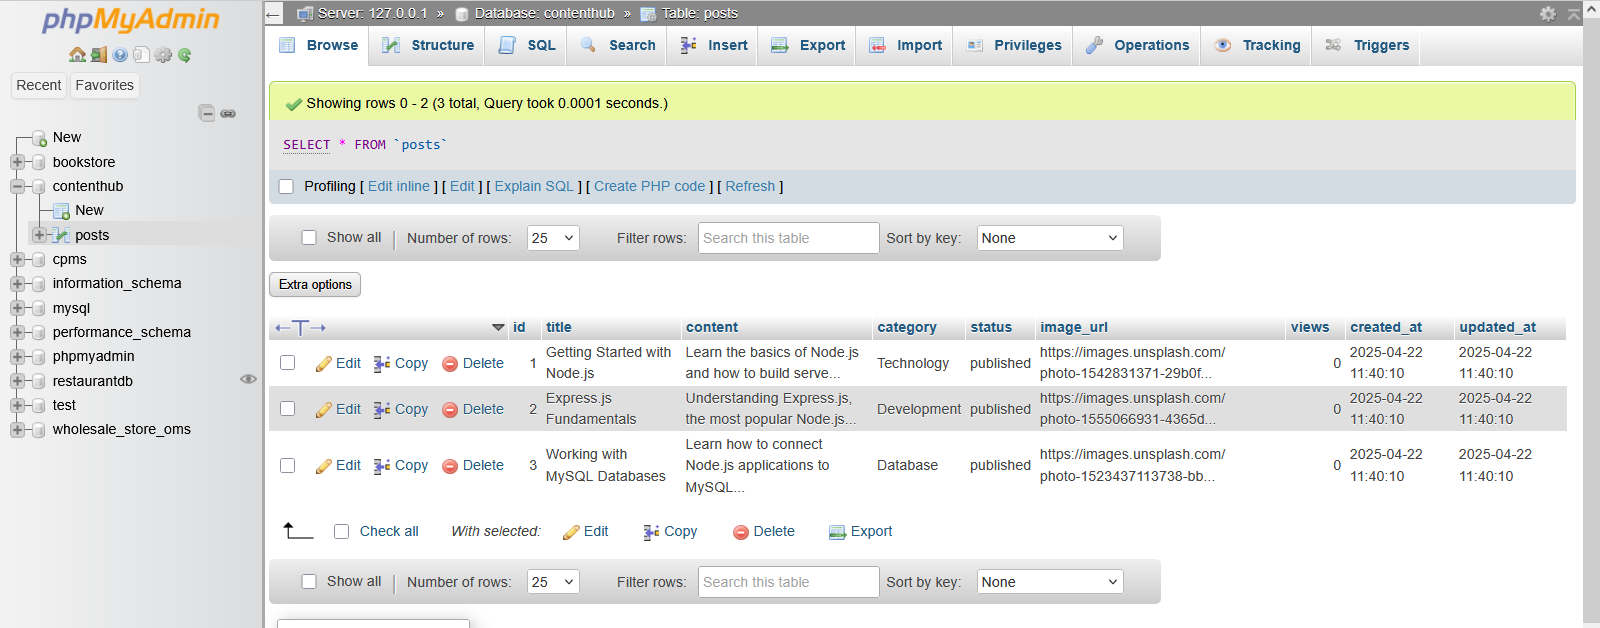 phpMyAdmin
Recent Favorites
New
bookstore
contenthub
New
posts
cpms
information_schema
mysql
performance_schema
phpmyadmin
restaurantdb
test
wholesale_store_oms
← Server: 127.0.0.1 » Database: contenthub » Table: posts
Browse Structure SQL Search Insert Export Import Privileges Operations Tracking Triggers
Showing rows 0 - 2 (3 total, Query took 0.0001 seconds.)
SELECT * FROM `posts`
Profiling [ Edit inline ] [ Edit ] [ Explain SQL ] [ Create PHP code ] [ Refresh ]
Show all | Number of rows: 25 Filter rows: Search this table Sort by key: None
Extra options
←T→ id title content category status image_url views created_at updated_at
Edit Copy Delete 1 Getting Started with Node.js Learn the basics of Node.js and how to build serve... Technology published https://images.unsplash.com/photo-1542831371-29b0f... 0 2025-04-22 11:40:10 2025-04-22 11:40:10
Edit Copy Delete 2 Express.js Fundamentals Understanding Express.js, the most popular Node.js... Development published https://images.unsplash.com/photo-1555066931-4365d... 0 2025-04-22 11:40:10 2025-04-22 11:40:10
Edit Copy Delete 3 Working with MySQL Databases Learn how to connect Node.js applications to MySQL... Database published https://images.unsplash.com/photo-1523437113738-bb... 0 2025-04-22 11:40:10 2025-04-22 11:40:10
Check all With selected: Edit Copy Delete Export
Show all | Number of rows: 25 Filter rows: Search this table Sort by key: None